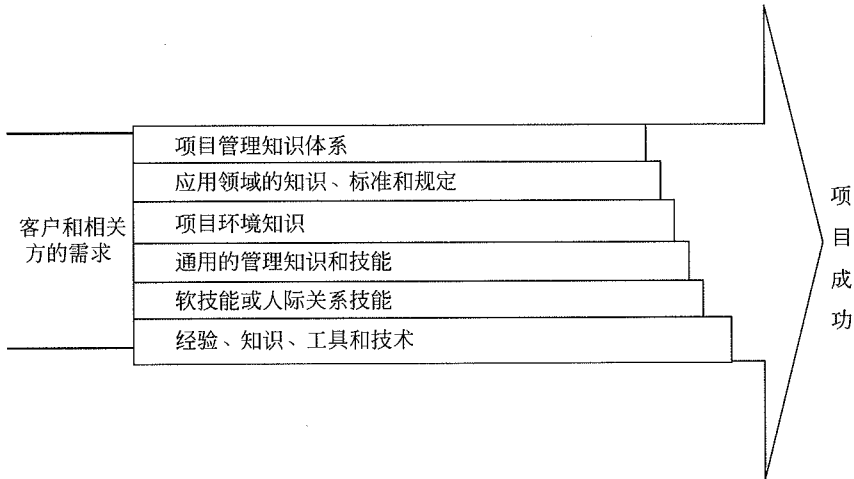 客户和相关
方的需求
项目管理知识体系
应用领域的知识、标准和规定
项目环境知识
通用的管理知识和技能
软技能或人际关系技能
经验、知识、工具和技术
项
目
成
功